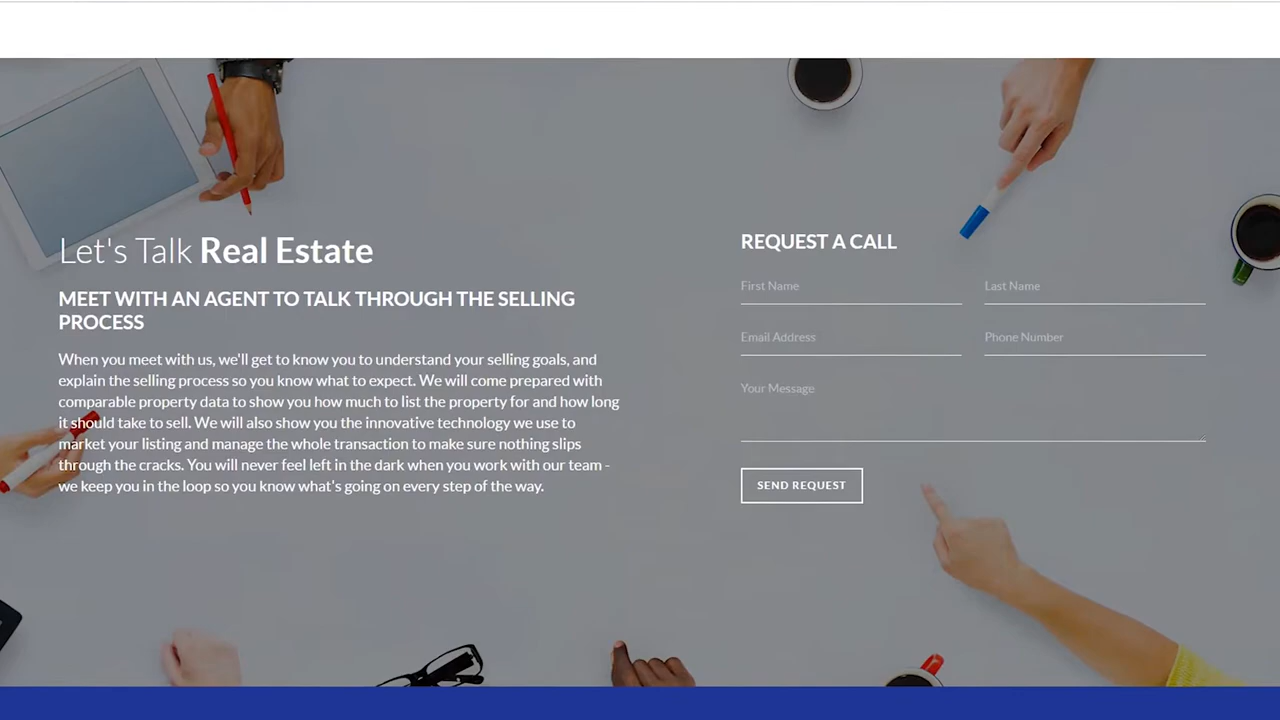 Let's Talk Real Estate
MEET WITH AN AGENT TO TALK THROUGH THE SELLING
PROCESS
When you meet with us, we'll get to know you to understand your selling goals, and
explain the selling process so you know what to expect. We will come prepared with
comparable property data to show you how much to list the property for and how long
it should take to sell. We will also show you the innovative technology we use to
market your listing and manage the whole transaction to make sure nothing slips
through the cracks. You will never feel left in the dark when you work with our team -
we keep you in the loop so you know what's going on every step of the way.
REQUEST A CALL
First Name
Last Name
Email Address
Phone Number
Your Message
SEND REQUEST